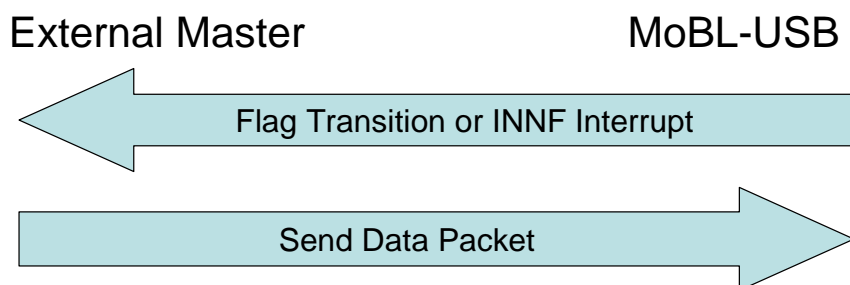 External Master MoBL-USB
Flag Transition or INNF Interrupt
Send Data Packet